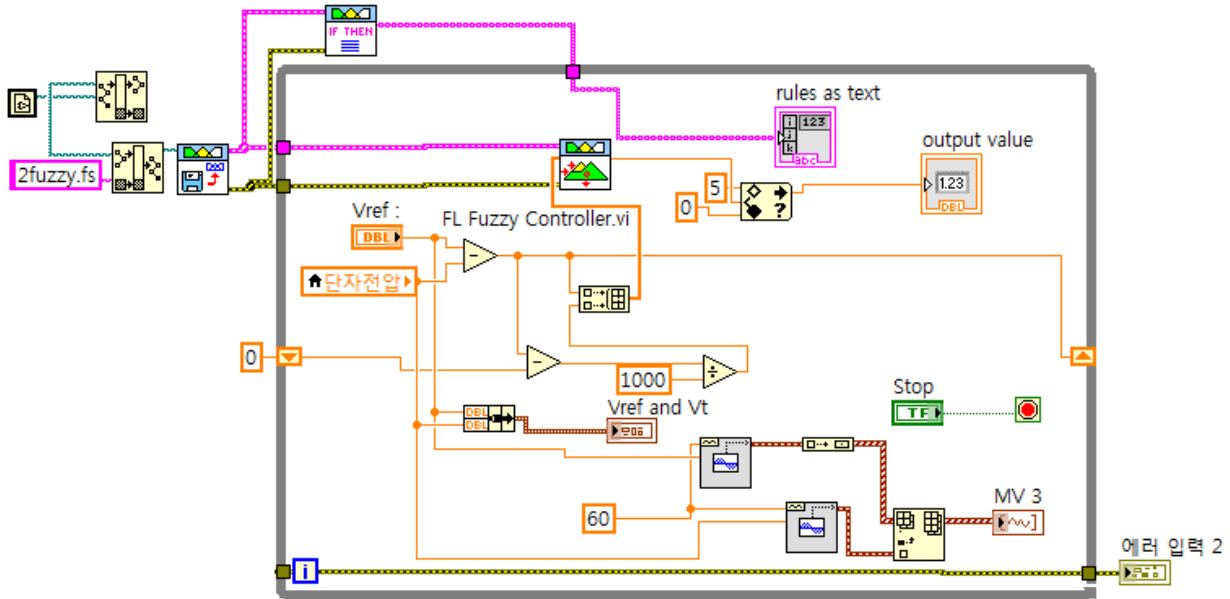 IF THEN
rules as text
i 123
j
k
abc
output value
1.23
DBL
2fuzzy.fs
5
0
Vref :
DBL
FL Fuzzy Controller.vi
단자전압
0
1000
Stop
TF
DBL
DBL
Vref and Vt
60
MV 3
에러 입력 2
i